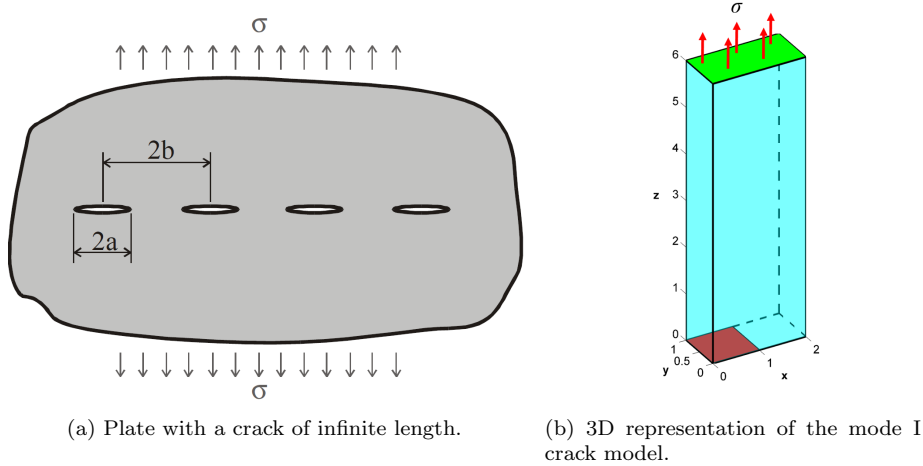 σ
2b
2a
σ
(a) Plate with a crack of infinite length.
σ
6
5
4
z
3
2
1
0
1
0.5
y
0
0
1
x
2
(b) 3D representation of the mode I
crack model.